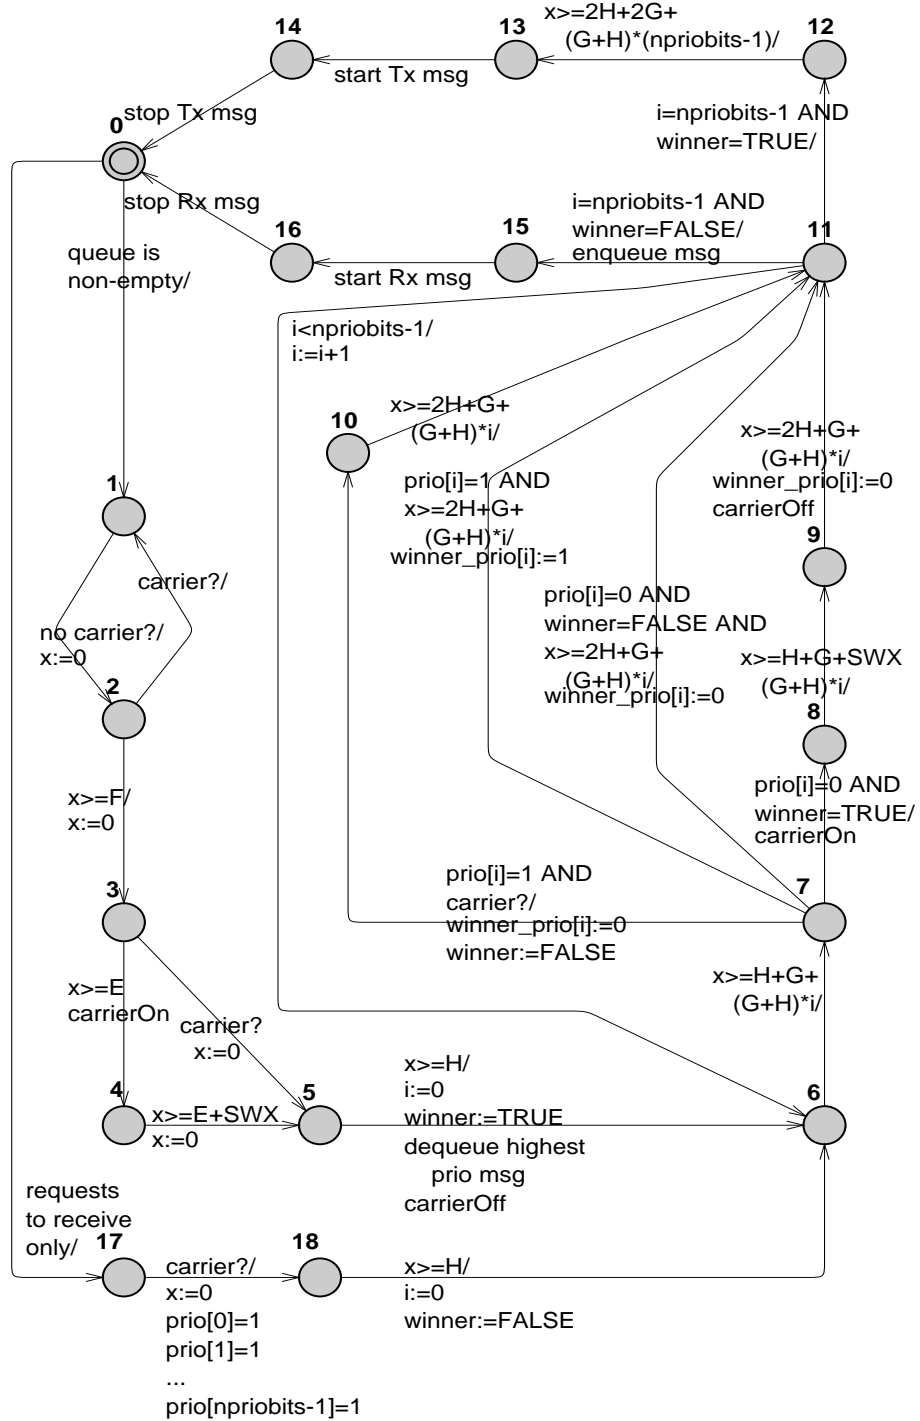 x>=2H+2G+
(G+H)*(npriobits-1)/
14
13
12
start Tx msg
stop Tx msg
0
i=npriobits-1 AND
winner=TRUE/
stop Rx msg
i=npriobits-1 AND
winner=FALSE/
enqueue msg
16
15
11
queue is
non-empty/
start Rx msg
i<npriobits-1/
i:=i+1
10
x>=2H+G+
(G+H)*i/
x>=2H+G+
(G+H)*i/
winner_prio[i]:=0
carrierOff
prio[i]=1 AND
x>=2H+G+
(G+H)*i/
winner_prio[i]:=1
1
9
carrier?/
prio[i]=0 AND
winner=FALSE AND
x>=2H+G+
(G+H)*i/
winner_prio[i]:=0
no carrier?/
x:=0
x>=H+G+SWX
(G+H)*i/
2
8
prio[i]=0 AND
winner=TRUE/
carrierOn
x>=F/
x:=0
3
prio[i]=1 AND
carrier?/
winner_prio[i]:=0
winner:=FALSE
7
x>=E
carrierOn
carrier?
x:=0
x>=H+G+
(G+H)*i/
4
x>=E+SWX
x:=0
5
x>=H/
i:=0
winner:=TRUE
dequeue highest
prio msg
carrierOff
6
requests
to receive
only/
17
18
carrier?/
x:=0
prio[0]=1
prio[1]=1
...
prio[npriobits-1]=1
x>=H/
i:=0
winner:=FALSE